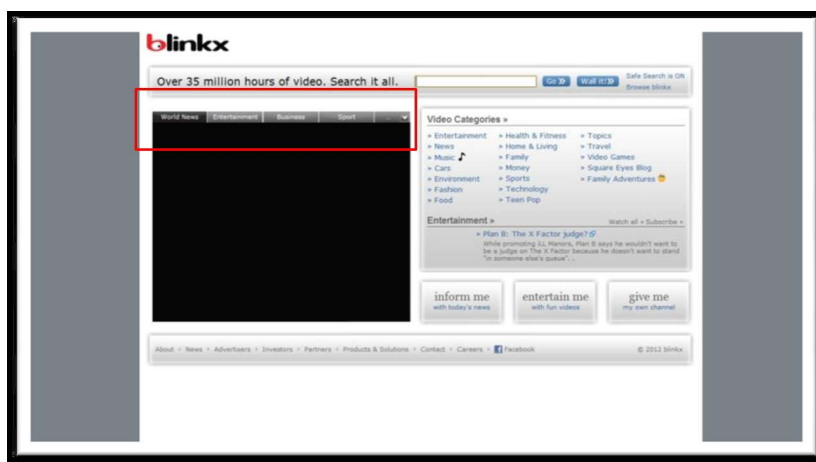 blinkx
Over 35 million hours of video. Search it all.
Go »
Wall it! »
Safe Search is ON
Browse blinkx
World News
Entertainment
Business
Sport
...
Video Categories »
» Entertainment
» News
» Music
» Cars
» Environment
» Fashion
» Food
» Health & Fitness
» Home & Living
» Family
» Money
» Sports
» Technology
» Teen Pop
» Topics
» Travel
» Video Games
» Square Eyes Blog
» Family Adventures
Entertainment »
Watch all » Subscribe »
» Plan B: The X Factor judge?
While promoting iLL Manors, Plan B says he wouldn't want to
be a judge on The X Factor because he doesn't want to stand
"in someone else's queue". .
inform me
with today's news
entertain me
with fun videos
give me
my own channel
About • News • Advertisers • Investors • Partners • Products & Solutions • Contact • Careers • Facebook
© 2012 blinkx